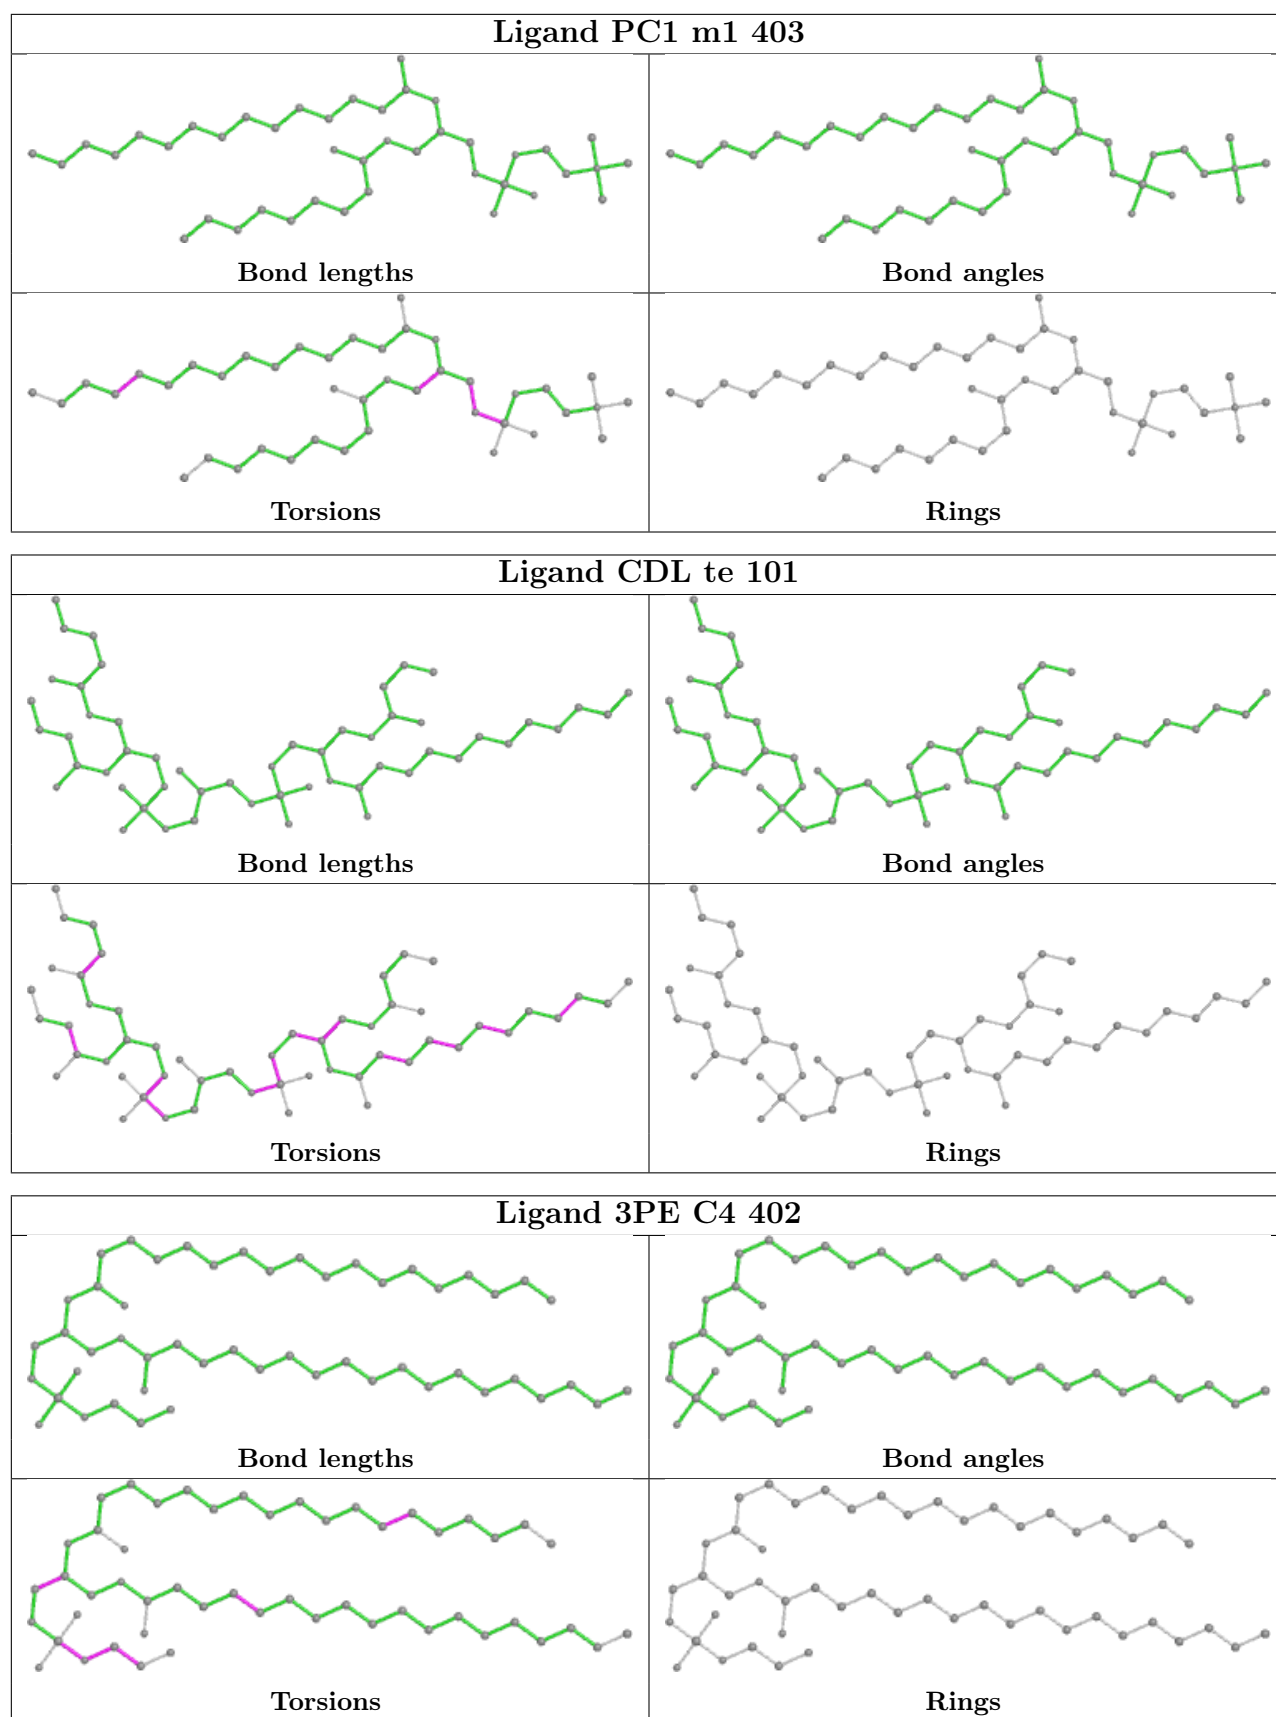 Ligand PC1 m1 403
Bond lengths
Bond angles
Torsions
Rings
Ligand CDL te 101
Bond lengths
Bond angles
Torsions
Rings
Ligand 3PE C4 402
Bond lengths
Bond angles
Torsions
Rings